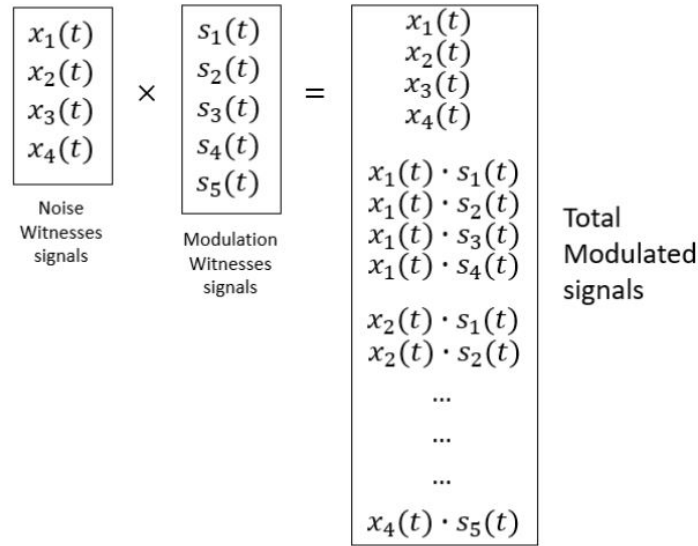 x₁(t)
x₂(t)
x₃(t)
x₄(t)
Noise
Witnesses
signals
×
s₁(t)
s₂(t)
s₃(t)
s₄(t)
s₅(t)
Modulation
Witnesses
signals
=
x₁(t)
x₂(t)
x₃(t)
x₄(t)
x₁(t) · s₁(t)
x₁(t) · s₂(t)
x₁(t) · s₃(t)
x₁(t) · s₄(t)
x₂(t) · s₁(t)
x₂(t) · s₂(t)
...
...
...
x₄(t) · s₅(t)
Total
Modulated
signals